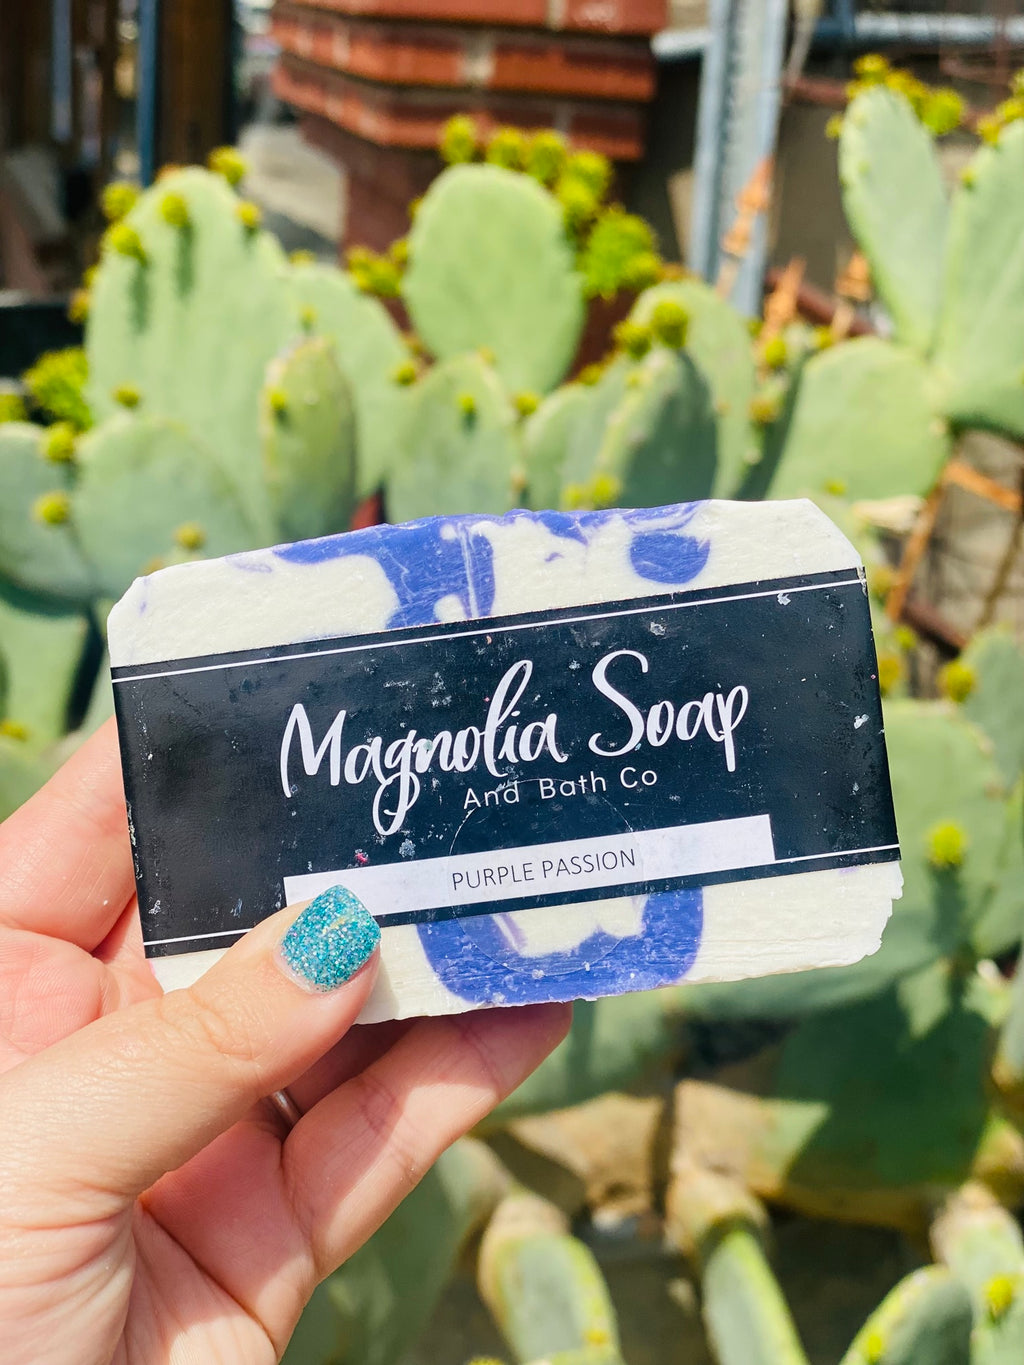 Magnolia Soap
And Bath Co
PURPLE PASSION